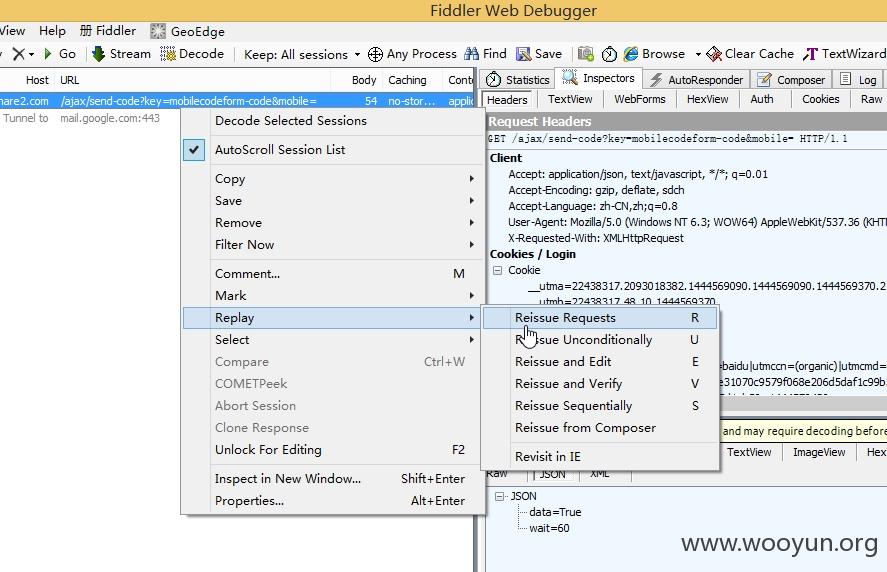 Fiddler Web Debugger
View Help Fiddler GeoEdge
Go Stream Decode Keep: All sessions Any Process Find Save Browse Clear Cache TextWizard
Host URL Body Caching
Statistics Inspectors AutoResponder Composer Log
hare2.com /ajax/send-code?key=mobilecodeform-code&mobile= 54 no-stor... applic
Headers TextView WebForms HexView Auth Cookies Raw
Tunnel to mail.google.com:443
Decode Selected Sessions
AutoScroll Session List
Copy
Save
Remove
Filter Now
Comment... M
Mark
Replay
Select
Compare Ctrl+W
COMETPeek
Abort Session
Clone Response
Unlock For Editing F2
Inspect in New Window... Shift+Enter
Properties... Alt+Enter
Reissue Requests R
Reissue Unconditionally U
Reissue and Edit E
Reissue and Verify V
Reissue Sequentially S
Reissue from Composer
Revisit in IE
Request Headers
GET /ajax/send-code?key=mobilecodeform-code&mobile= HTTP/1.1
Client
Accept: application/json, text/javascript, */*; q=0.01
Accept-Encoding: gzip, deflate, sdch
Accept-Language: zh-CN,zh;q=0.8
User-Agent: Mozilla/5.0 (Windows NT 6.3; WOW64) AppleWebKit/537.36 (KHT
X-Requested-With: XMLHttpRequest
Cookies / Login
Cookie
__utma=22438317.2093018382.1444569090.1444569090.1444569370.2
__utmb=22438317.48.10.1444569370
=baidu|utmccn=(organic)|utmcmd=
e31070c9579f068e206d5daf1c99b3
and may require decoding before
TextView ImageView Hex
Raw JSON XML
JSON
data=True
wait=60
www.wooyun.org